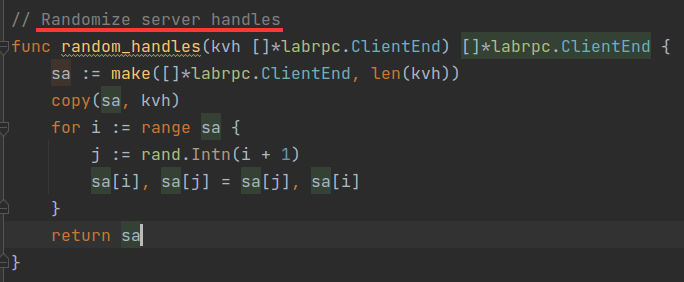 // Randomize server handles
func random_handles(kvh []*labrpc.ClientEnd) []*labrpc.ClientEnd {
    sa := make([]*labrpc.ClientEnd, len(kvh))
    copy(sa, kvh)
    for i := range sa {
        j := rand.Intn(i + 1)
        sa[i], sa[j] = sa[j], sa[i]
    }
    return sa
}